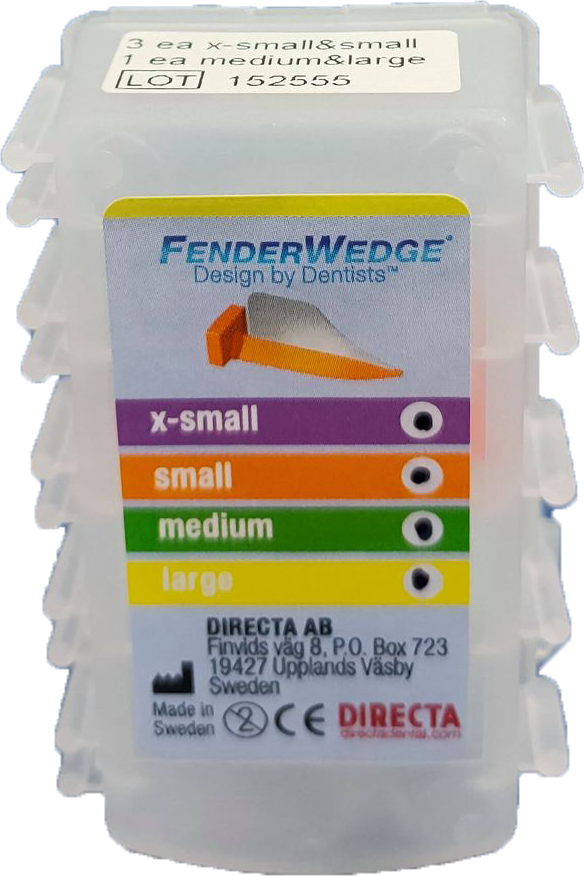 3 ea x-small&small
1 ea medium&large
LOT 152555
FENDERWEDGE®
Design by Dentists™
x-small
small
medium
large
DIRECTA AB
Finvids väg 8, P.O. Box 723
19427 Upplands Väsby
Sweden
Made in
Sweden
2 CE DIRECTA
directadental.com